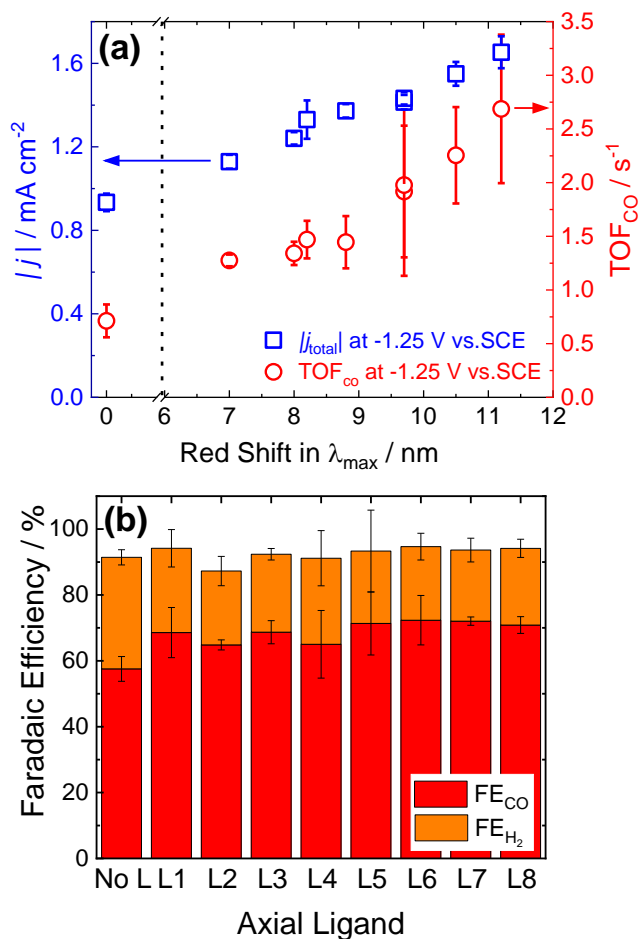 (a)
|j| / mA cm-2
1.6
1.2
0.8
0.4
0.0
3.5
3.0
2.5
2.0
1.5
1.0
0.5
0.0
TOFCO / s-1
|jtotal| at -1.25 V vs.SCE
TOFco at -1.25 V vs.SCE
0 6 7 8 9 10 11 12
Red Shift in λmax / nm
(b)
Faradaic Efficiency / %
100
80
60
40
20
0
FECO
FEH2
No L L1 L2 L3 L4 L5 L6 L7 L8
Axial Ligand